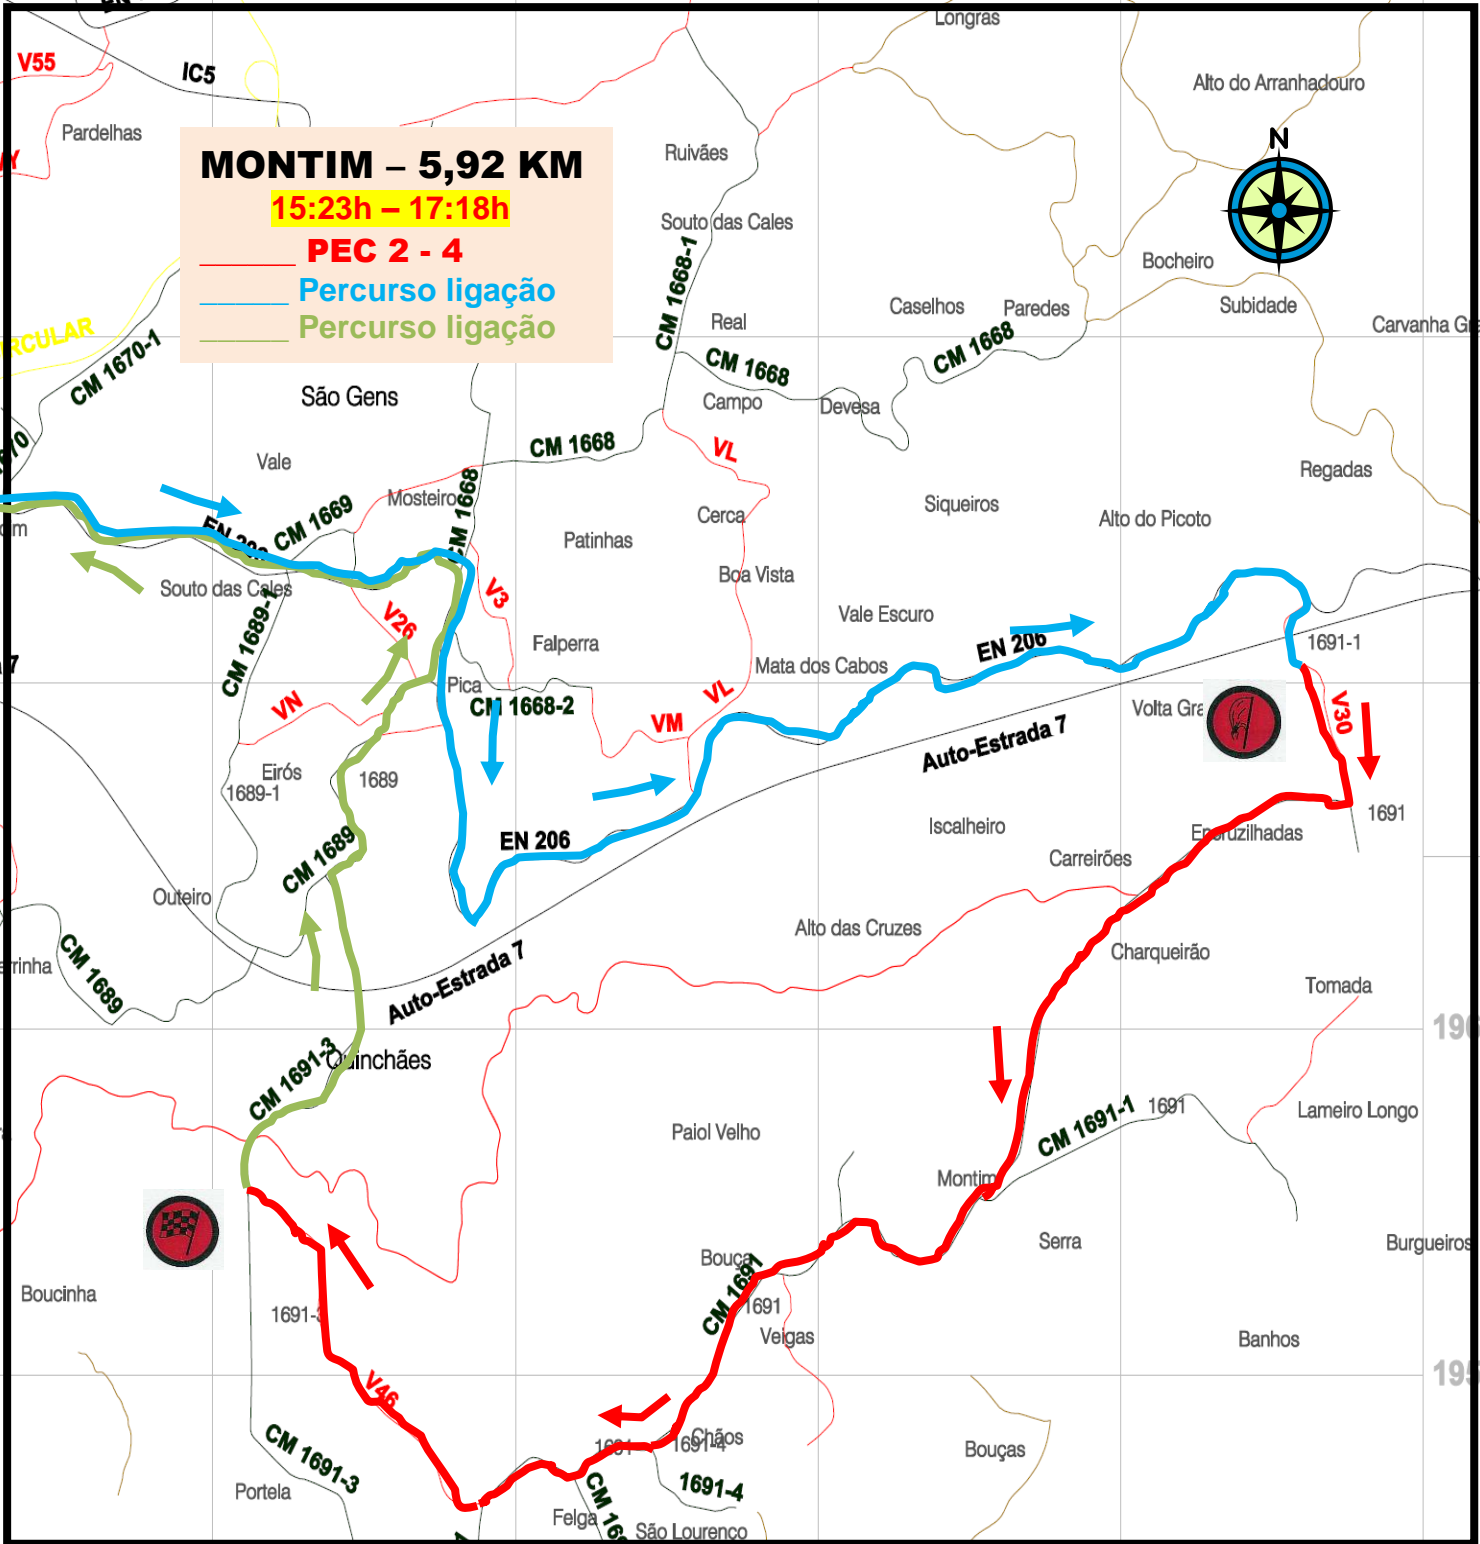 Longras
V55
IC5
Alto do Arranhadouro
Pardelhas
N
MONTIM – 5,92 KM
15:23h – 17:18h
PEC 2 - 4
Percurso ligação
Percurso ligação
Ruivães
Souto das Cales
CM 1668-1
Bocheiro
Subidade
Caselhos
Paredes
Real
Carvanha
CM 1668
CM 1668
CM 1670-1
São Gens
Campo
Devesa
CM 1668
VL
Vale
Regadas
Mosteiro
CM 1668
CM 1669
Siqueiros
Cerca
Alto do Picoto
Patinhas
Souto das Cales
Boa Vista
V3
V26
Vale Escuro
CM 1689-1
Falperra
EN 206
1691-1
Mata dos Cabos
Pica
VL
CM 1668-2
VN
VM
V30
Volta
Auto-Estrada 7
Eirós
1689
1689-1
1691
Iscalheiro
Encruzilhadas
EN 206
Carreirões
CM 1689
Outeiro
Alto das Cruzes
Charqueirão
CM 1689
Auto-Estrada 7
Tomada
Quinchães
CM 1691-3
1691
CM 1691-1
Lameiro Longo
Paiol Velho
Montim
Serra
Burgueiros
Bouça
Boucinha
CM 1691
1691
Veigas
Banhos
V46
Chãos
1691
1691-4
Bouças
CM 1691-3
1691-4
Portela
Felga
São Lourenço